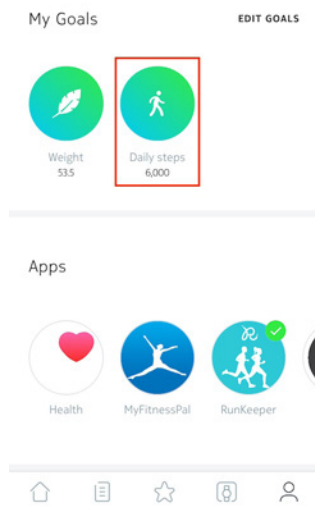 My Goals
EDIT GOALS
Weight
53.5
Daily steps
6,000
Apps
Health
MyFitnessPal
RunKeeper